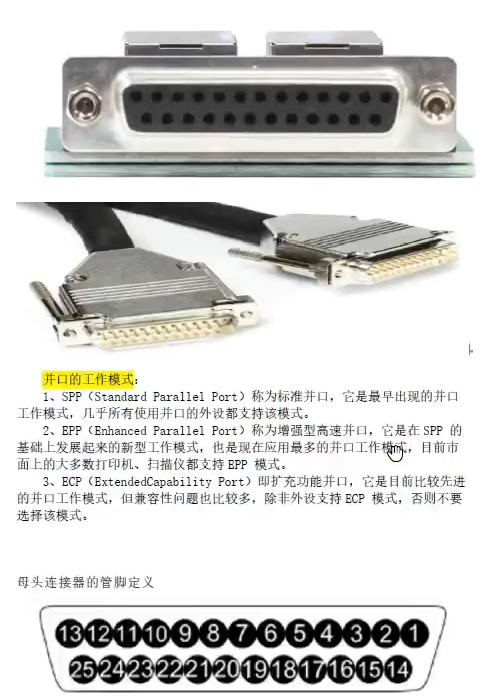 并口的工作模式：
1、SPP（Standard Parallel Port）称为标准并口，它是最早出现的并口
工作模式，几乎所有使用并口的外设都支持该模式。
2、EPP（Enhanced Parallel Port）称为增强型高速并口，它是在SPP 的
基础上发展起来的新型工作模式，也是现在应用最多的并口工作模式，目前市
面上的大多数打印机、扫描仪都支持EPP 模式。
3、ECP（ExtendedCapability Port）即扩充功能并口，它是目前比较先进
的并口工作模式，但兼容性问题也比较多，除非外设支持ECP 模式，否则不要
选择该模式。
母头连接器的管脚定义
13 12 11 10 9 8 7 6 5 4 3 2 1
25 24 23 22 21 20 19 18 17 16 15 14